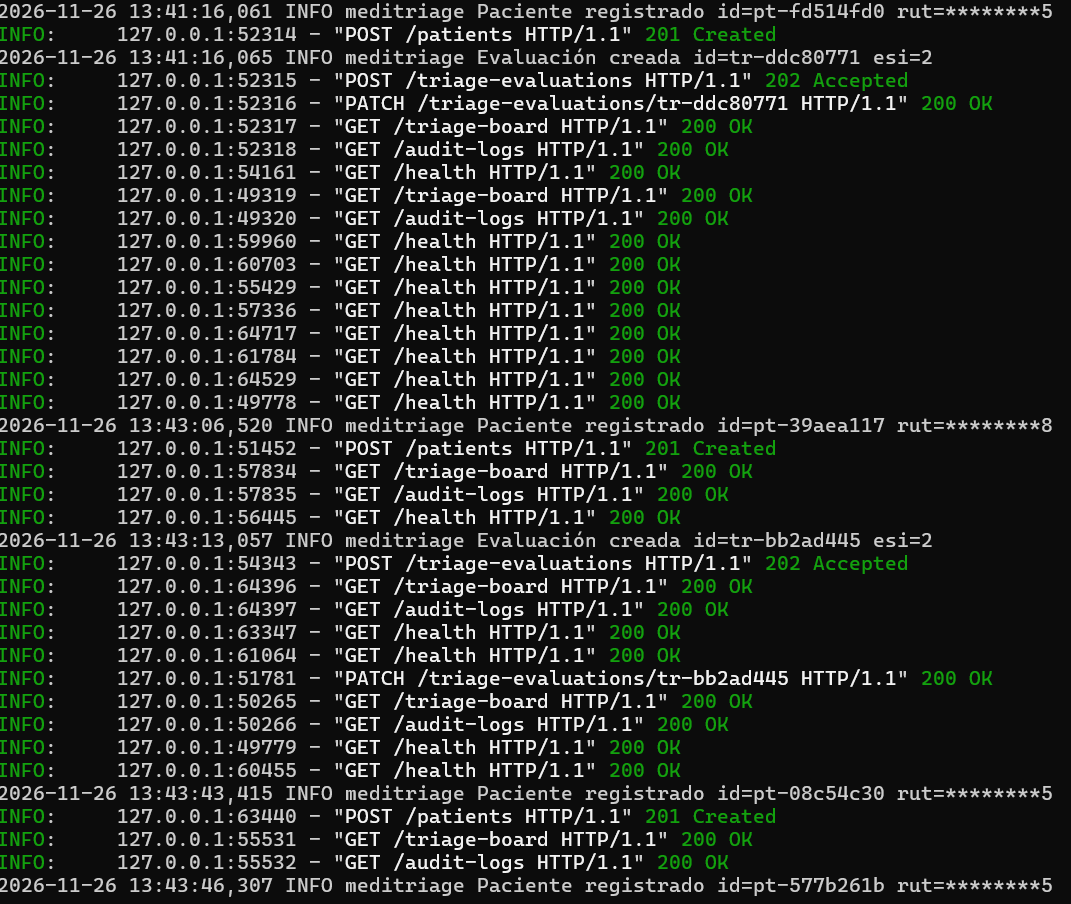 2026-11-26 13:41:16,061 INFO meditriage Paciente registrado id=pt-fd514fd0 rut=********5
INFO:     127.0.0.1:52314 - "POST /patients HTTP/1.1" 201 Created
2026-11-26 13:41:16,065 INFO meditriage Evaluación creada id=tr-ddc80771 esi=2
INFO:     127.0.0.1:52315 - "POST /triage-evaluations HTTP/1.1" 202 Accepted
INFO:     127.0.0.1:52316 - "PATCH /triage-evaluations/tr-ddc80771 HTTP/1.1" 200 OK
INFO:     127.0.0.1:52317 - "GET /triage-board HTTP/1.1" 200 OK
INFO:     127.0.0.1:52318 - "GET /audit-logs HTTP/1.1" 200 OK
INFO:     127.0.0.1:54161 - "GET /health HTTP/1.1" 200 OK
INFO:     127.0.0.1:49319 - "GET /triage-board HTTP/1.1" 200 OK
INFO:     127.0.0.1:49320 - "GET /audit-logs HTTP/1.1" 200 OK
INFO:     127.0.0.1:59960 - "GET /health HTTP/1.1" 200 OK
INFO:     127.0.0.1:60703 - "GET /health HTTP/1.1" 200 OK
INFO:     127.0.0.1:55429 - "GET /health HTTP/1.1" 200 OK
INFO:     127.0.0.1:57336 - "GET /health HTTP/1.1" 200 OK
INFO:     127.0.0.1:64717 - "GET /health HTTP/1.1" 200 OK
INFO:     127.0.0.1:61784 - "GET /health HTTP/1.1" 200 OK
INFO:     127.0.0.1:64529 - "GET /health HTTP/1.1" 200 OK
INFO:     127.0.0.1:49778 - "GET /health HTTP/1.1" 200 OK
2026-11-26 13:43:06,520 INFO meditriage Paciente registrado id=pt-39aea117 rut=********8
INFO:     127.0.0.1:51452 - "POST /patients HTTP/1.1" 201 Created
INFO:     127.0.0.1:57834 - "GET /triage-board HTTP/1.1" 200 OK
INFO:     127.0.0.1:57835 - "GET /audit-logs HTTP/1.1" 200 OK
INFO:     127.0.0.1:56445 - "GET /health HTTP/1.1" 200 OK
2026-11-26 13:43:13,057 INFO meditriage Evaluación creada id=tr-bb2ad445 esi=2
INFO:     127.0.0.1:54343 - "POST /triage-evaluations HTTP/1.1" 202 Accepted
INFO:     127.0.0.1:64396 - "GET /triage-board HTTP/1.1" 200 OK
INFO:     127.0.0.1:64397 - "GET /audit-logs HTTP/1.1" 200 OK
INFO:     127.0.0.1:63347 - "GET /health HTTP/1.1" 200 OK
INFO:     127.0.0.1:61064 - "GET /health HTTP/1.1" 200 OK
INFO:     127.0.0.1:51781 - "PATCH /triage-evaluations/tr-bb2ad445 HTTP/1.1" 200 OK
INFO:     127.0.0.1:50265 - "GET /triage-board HTTP/1.1" 200 OK
INFO:     127.0.0.1:50266 - "GET /audit-logs HTTP/1.1" 200 OK
INFO:     127.0.0.1:49779 - "GET /health HTTP/1.1" 200 OK
INFO:     127.0.0.1:60455 - "GET /health HTTP/1.1" 200 OK
2026-11-26 13:43:43,415 INFO meditriage Paciente registrado id=pt-08c54c30 rut=********5
INFO:     127.0.0.1:63440 - "POST /patients HTTP/1.1" 201 Created
INFO:     127.0.0.1:55531 - "GET /triage-board HTTP/1.1" 200 OK
INFO:     127.0.0.1:55532 - "GET /audit-logs HTTP/1.1" 200 OK
2026-11-26 13:43:46,307 INFO meditriage Paciente registrado id=pt-577b261b rut=********5